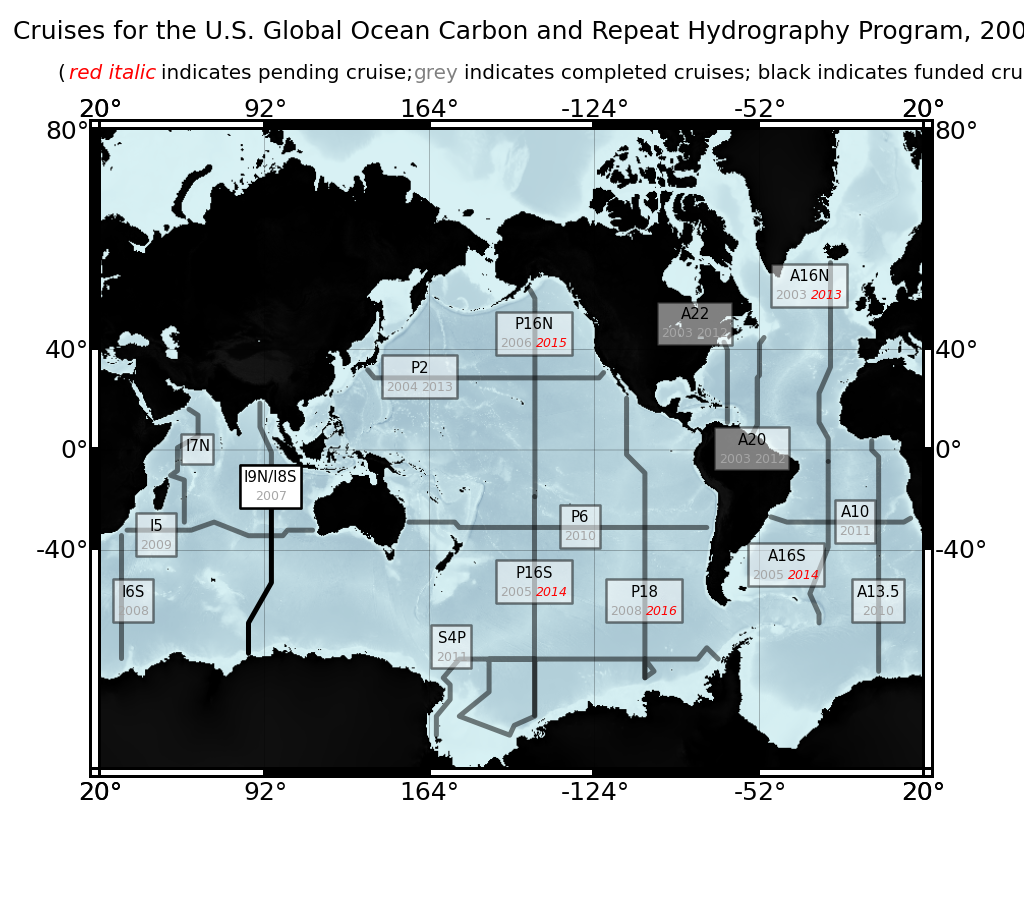 Cruises for the U.S. Global Ocean Carbon and Repeat Hydrography Program, 200
( red italic indicates pending cruise; grey indicates completed cruises; black indicates funded cru
20° 92° 164° -124° -52° 20°
80° 80°
A16N
2003 2013
A22
2003 2012
P16N
2006 2015
40° 40°
P2
2004 2013
I7N
0° 0°
A20
2003 2012
I9N/I8S
2007
A10
2011
P6
2010
I5
2009
-40° -40°
A16S
2005 2014
P16S
2005 2014
I6S
2008
P18
2008 2016
A13.5
2010
S4P
2011
20° 92° 164° -124° -52° 20°